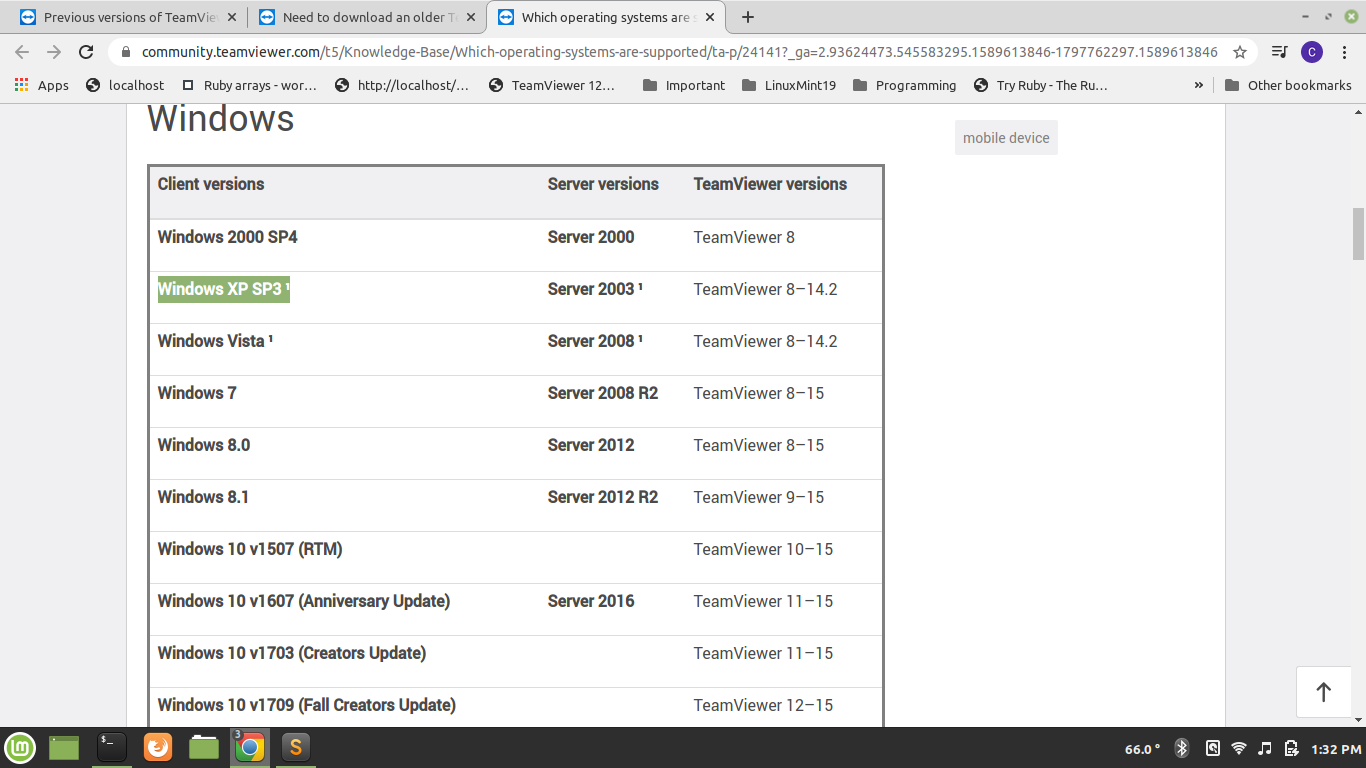 Previous versions of TeamView
Need to download an older T
Which operating systems are s
community.teamviewer.com/t5/Knowledge-Base/Which-operating-systems-are-supported/ta-p/24141?_ga=2.93624473.545583295.1589613846-1797762297.1589613846
C
Apps
localhost
Ruby arrays - wor…
http://localhost/…
TeamViewer 12…
Important
LinuxMint19
Programming
Try Ruby - The Ru…
»
Other bookmarks
Windows
mobile device
Client versions Server versions TeamViewer versions
Windows 2000 SP4 Server 2000 TeamViewer 8
Windows XP SP3 ¹ Server 2003 ¹ TeamViewer 8–14.2
Windows Vista ¹ Server 2008 ¹ TeamViewer 8–14.2
Windows 7 Server 2008 R2 TeamViewer 8–15
Windows 8.0 Server 2012 TeamViewer 8–15
Windows 8.1 Server 2012 R2 TeamViewer 9–15
Windows 10 v1507 (RTM) TeamViewer 10–15
Windows 10 v1607 (Anniversary Update) Server 2016 TeamViewer 11–15
Windows 10 v1703 (Creators Update) TeamViewer 11–15
Windows 10 v1709 (Fall Creators Update) TeamViewer 12–15
$_
3
S
66.0 °
1:32 PM